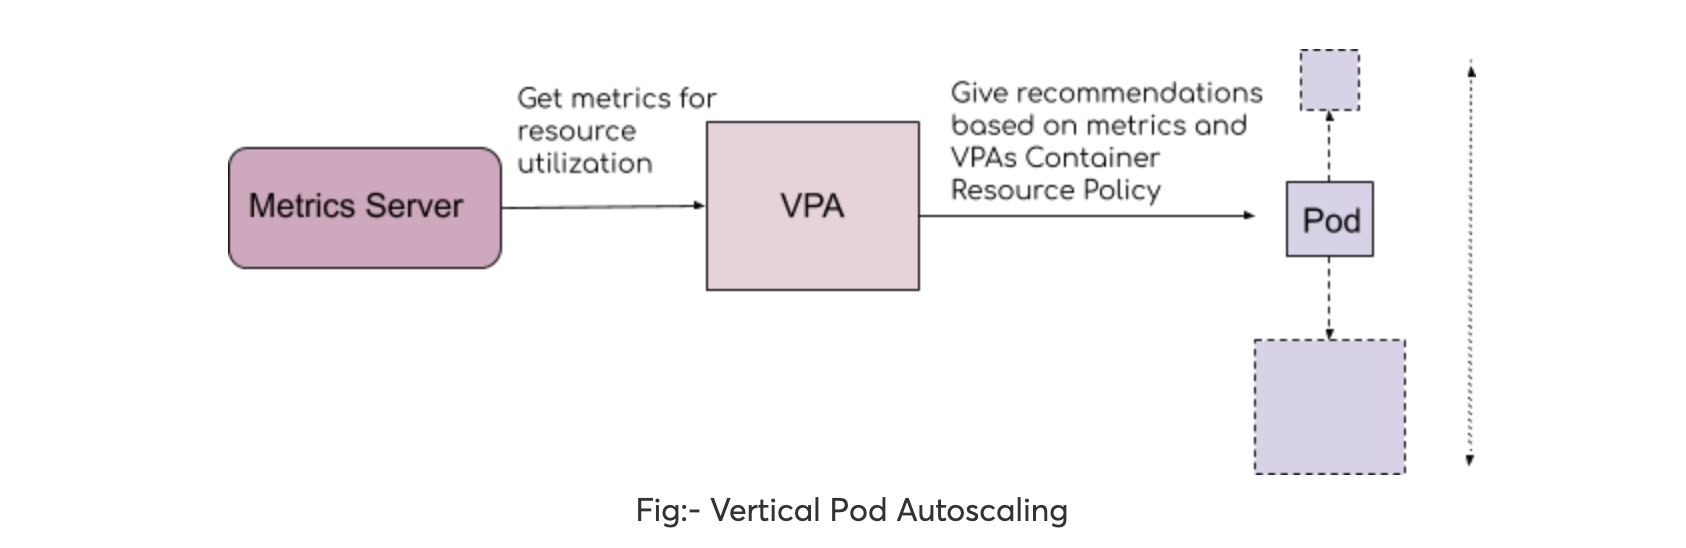 Metrics Server
Get metrics for
resource
utilization
VPA
Give recommendations
based on metrics and
VPAs Container
Resource Policy
Pod
Fig:- Vertical Pod Autoscaling